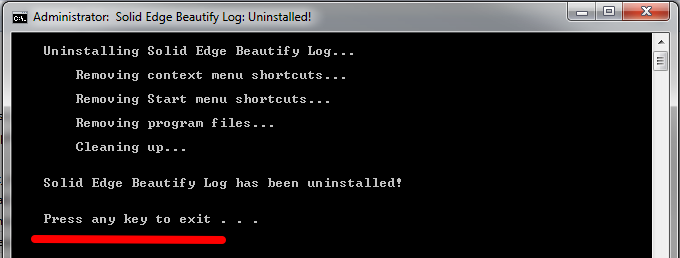 Administrator: Solid Edge Beautify Log: Uninstalled!
Uninstalling Solid Edge Beautify Log...
Removing context menu shortcuts...
Removing Start menu shortcuts...
Removing program files...
Cleaning up...
Solid Edge Beautify Log has been uninstalled!
Press any key to exit . . .